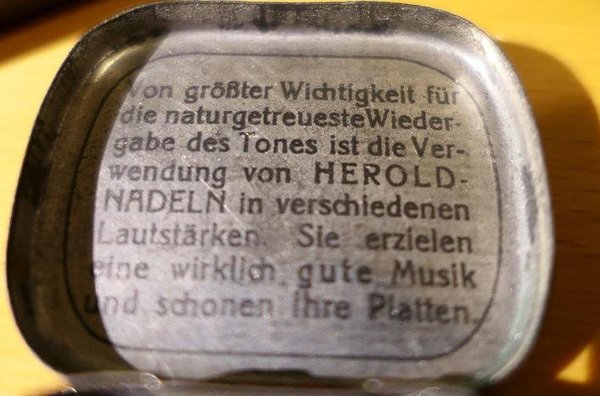 Von größter Wichtigkeit für
die naturgetreueste Wieder-
gabe des Tones ist die Ver-
wendung von HEROLD-
NADELN in verschiedenen
Lautstärken. Sie erzielen
eine wirklich gute Musik
und schonen Ihre Platten.